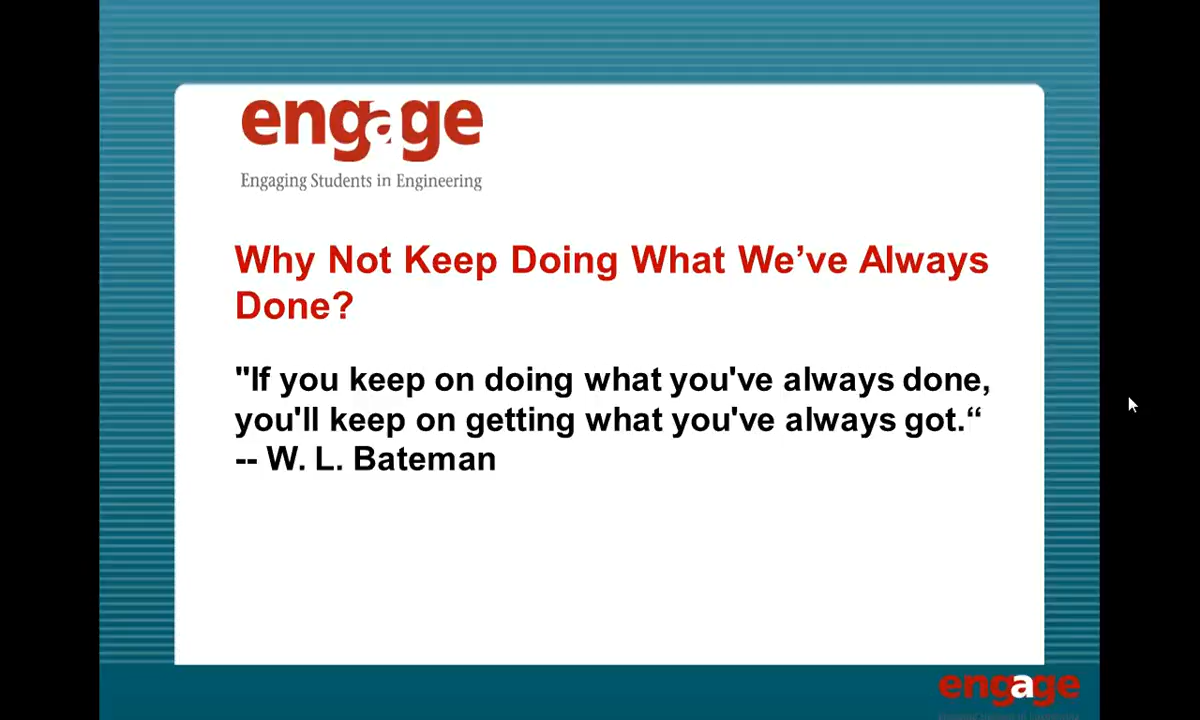 engage
Engaging Students in Engineering
Why Not Keep Doing What We’ve Always
Done?
"If you keep on doing what you've always done,
you'll keep on getting what you've always got.“
-- W. L. Bateman
engage